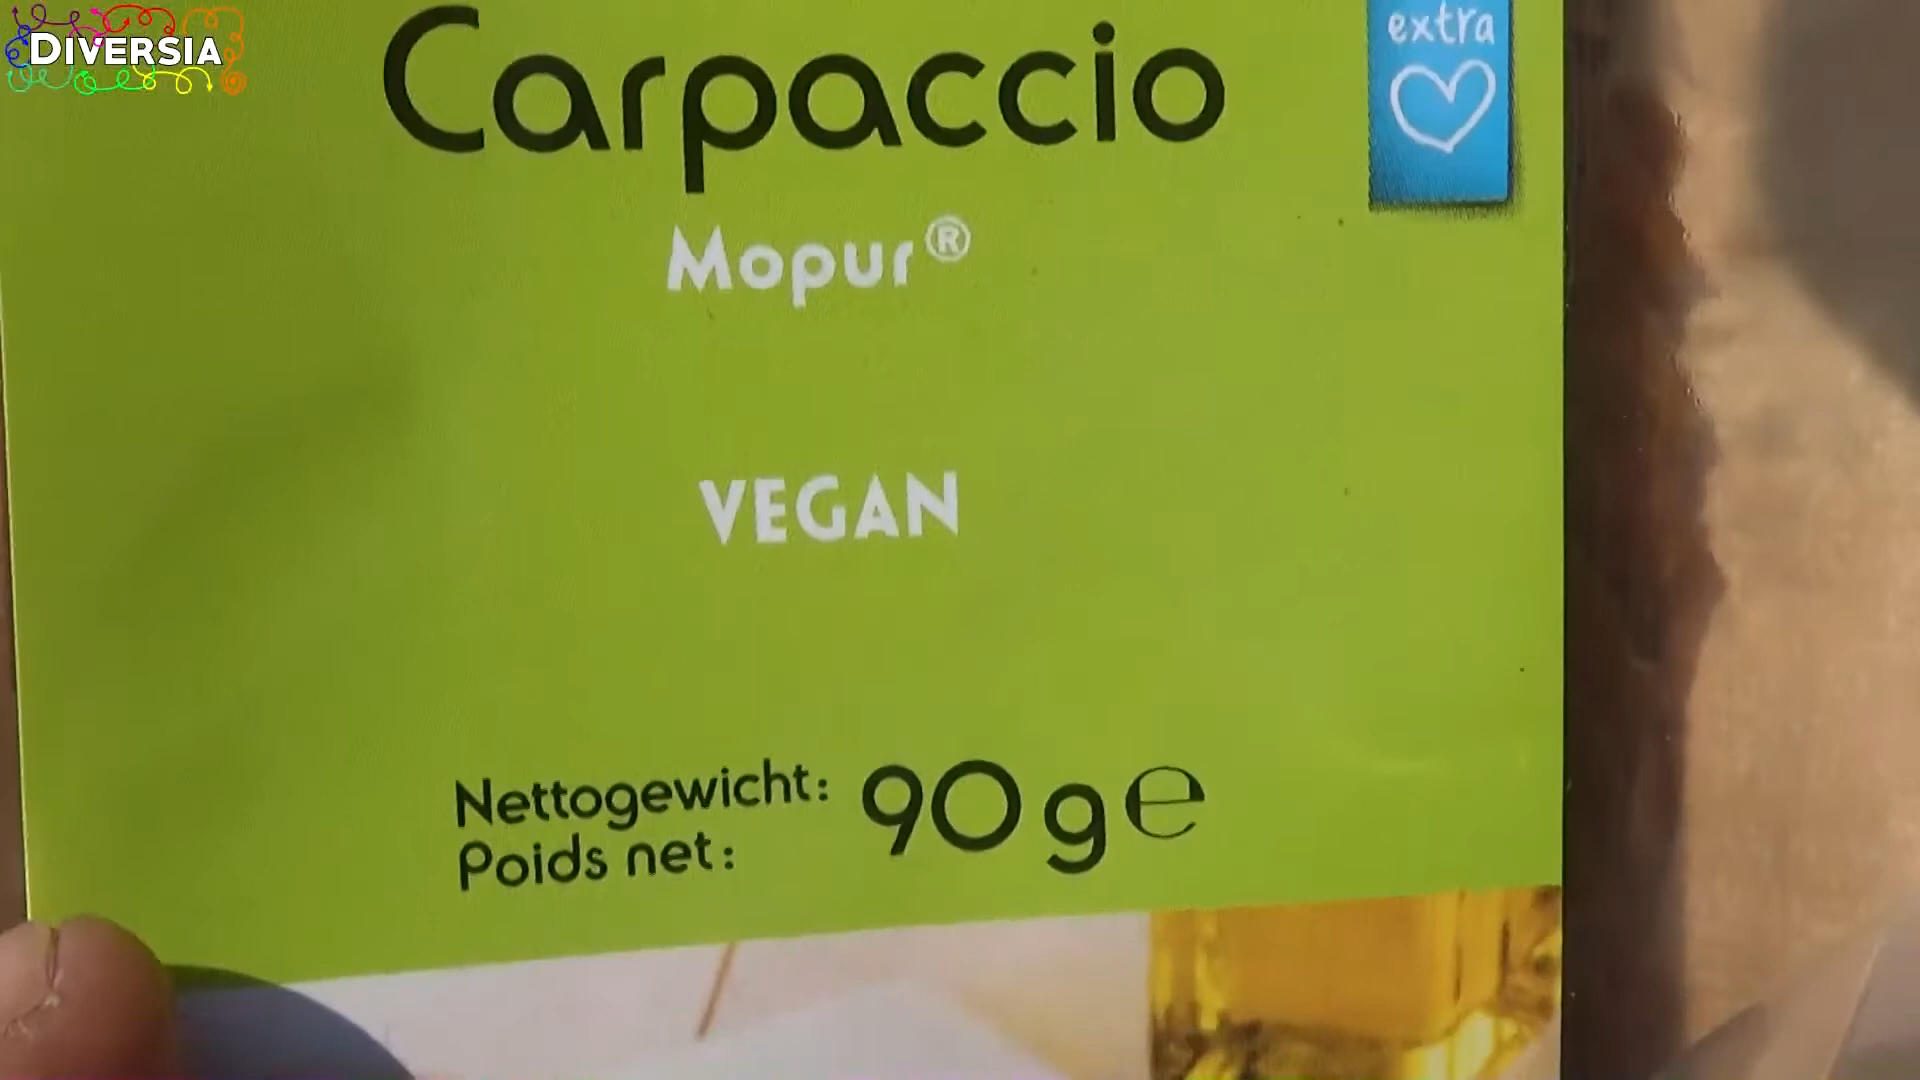 DIVERSIA
Carpaccio
extra
Mopur®
VEGAN
Nettogewicht: 90 g ℮
Poids net: